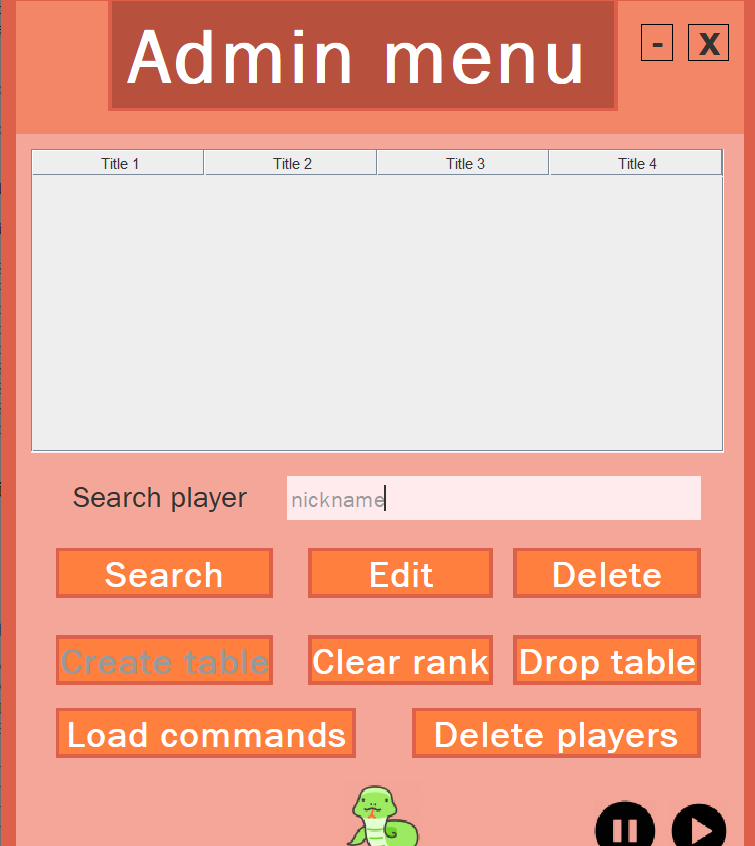 Admin menu
- X
Title 1 Title 2 Title 3 Title 4
Search player nickname
Search Edit Delete
Create table Clear rank Drop table
Load commands Delete players